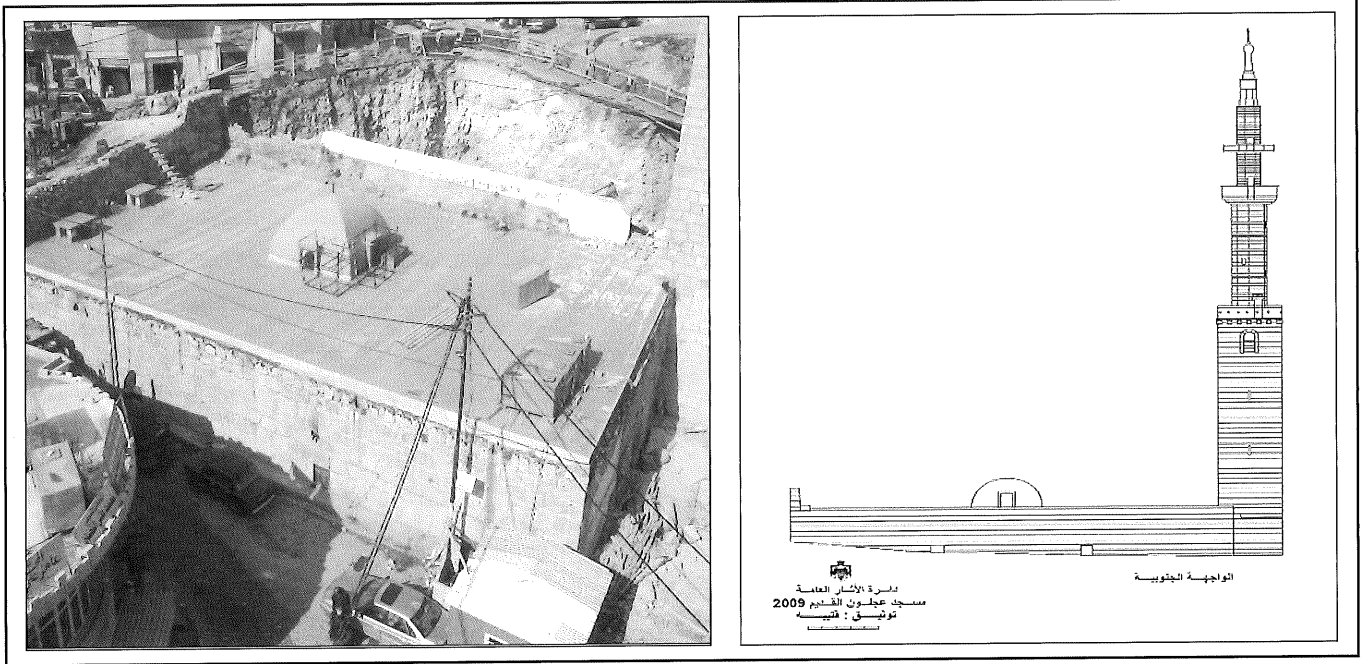 الواجهة الجنوبية
دائرة الآثار العامة
مسجد عجلون القديم 2009
توثيق : قتيبه